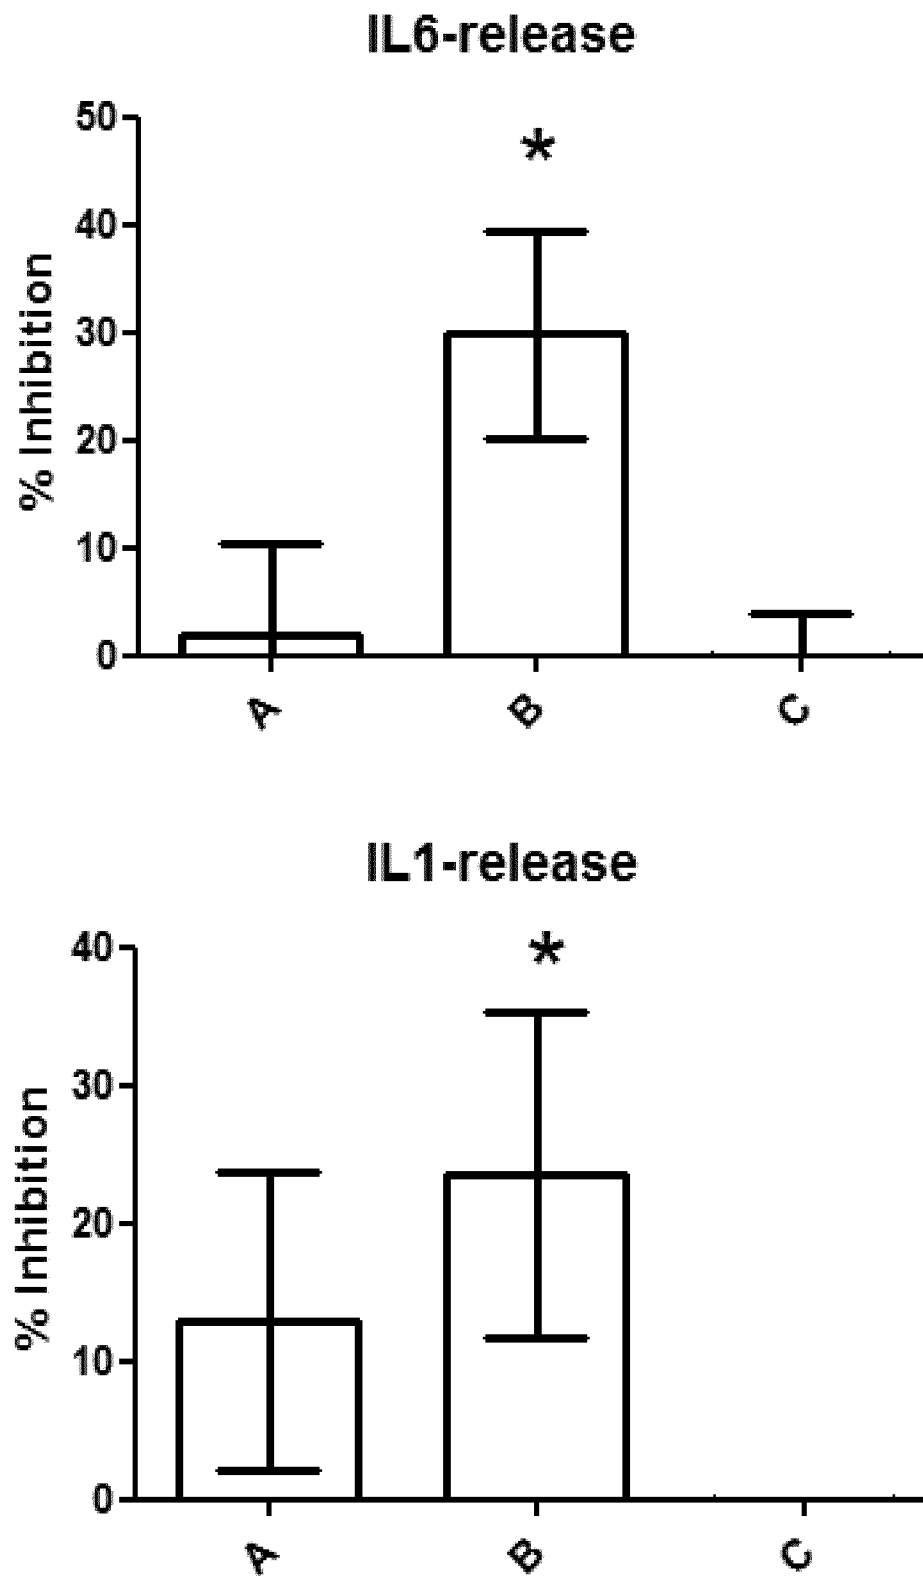 IL6-release
50
*
40
30
20
10
0
% Inhibition
A
B
C
IL1-release
40
*
30
20
10
0
% Inhibition
A
B
C